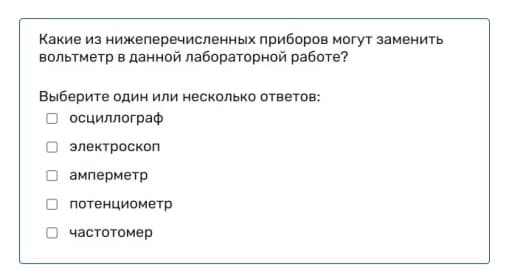 Какие из нижеперечисленных приборов могут заменить
вольтметр в данной лабораторной работе?
Выберите один или несколько ответов:
осциллограф
электроскоп
амперметр
потенциометр
частотомер